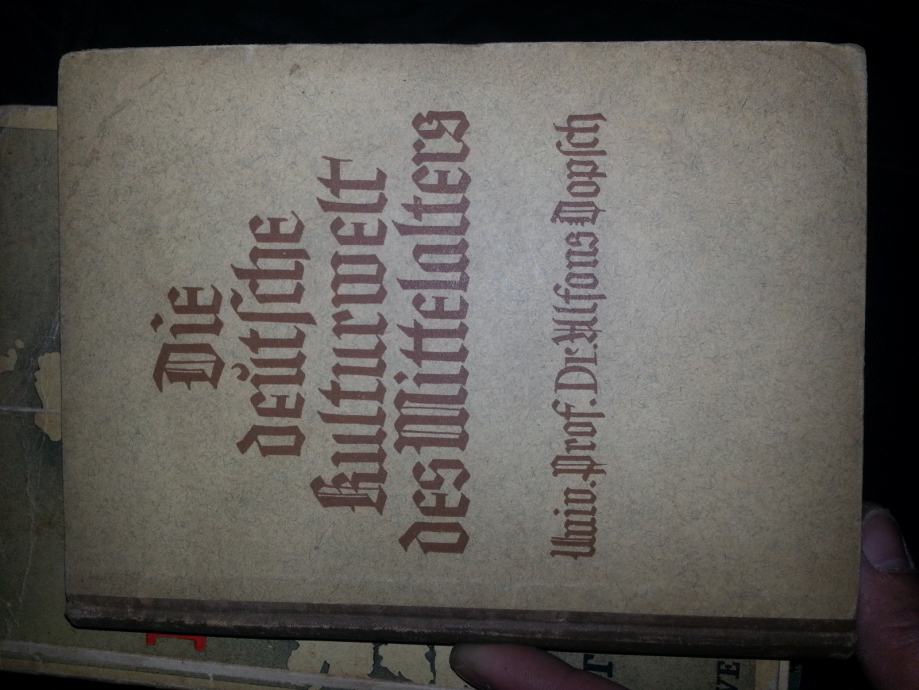 Die
deutſche
Kulturwelt
des Mittelalters
Univ. Prof. Dr. Alfons Dopſch